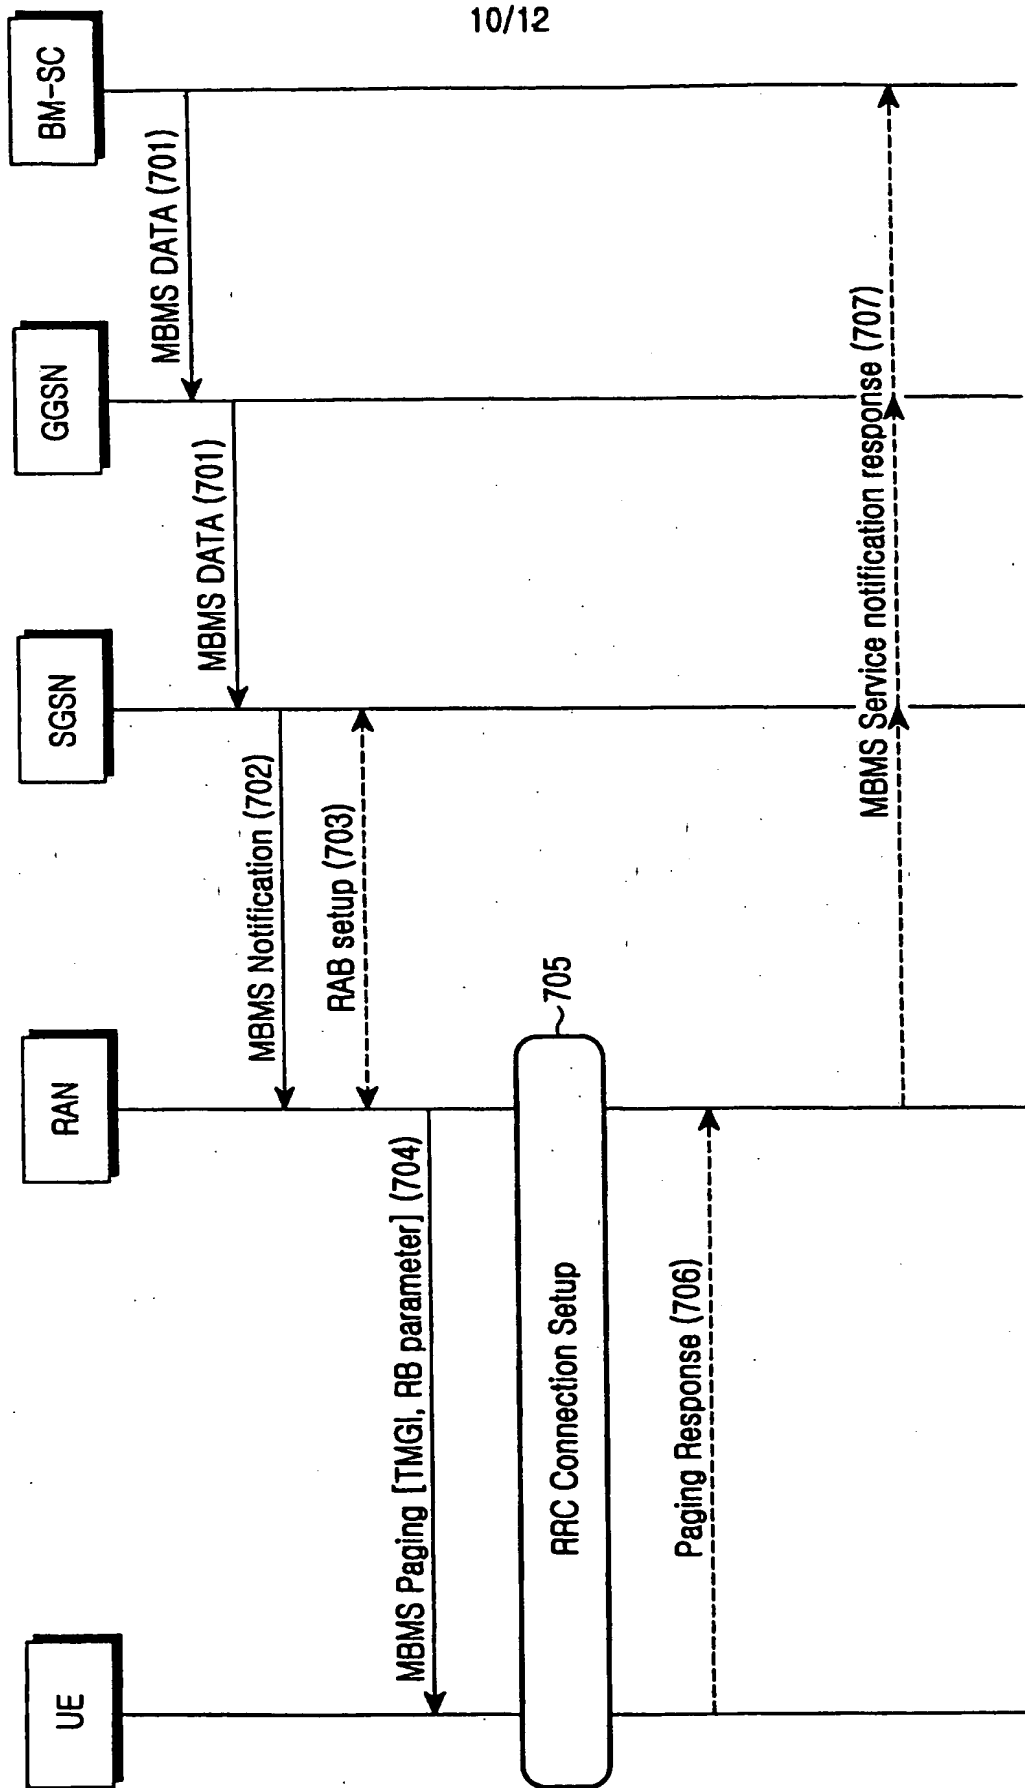 10/12
UE
RAN
SGSN
GGSN
BM-SC
MBMS DATA (701)
MBMS DATA (701)
MBMS Notification (702)
RAB setup (703)
MBMS Paging [TMGI, RB parameter] (704)
RRC Connection Setup
705
Paging Response (706)
MBMS Service notification response (707)